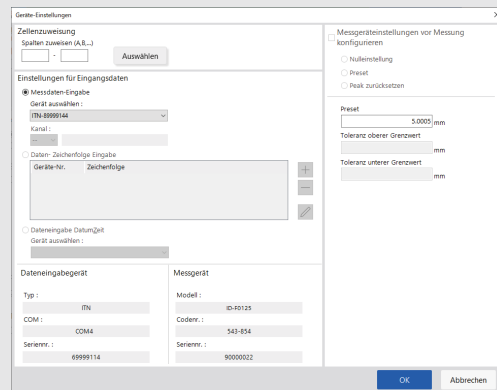 Geräte-Einstellungen
Zellenzuweisung
Spalten zuweisen (A,B,...)
-
Auswählen
Einstellungen für Eingangsdaten
Messdaten-Eingabe
Gerät auswählen :
ITN-89999144
Kanal :
---
Daten- Zeichenfolge Eingabe
Geräte-Nr. Zeichenfolge
Dateneingabe DatumZeit
Gerät auswählen :
Dateneingabegerät
Typ :
ITN
COM :
COM4
Seriennr. :
69999114
Messgerät
Modell :
ID-F0125
Codenr. :
543-854
Seriennr. :
90000022
Messgeräteinstellungen vor Messung
konfigurieren
Nulleinstellung
Preset
Peak zurücksetzen
Preset
5.0005 mm
Toleranz oberer Grenzwert
mm
Toleranz unterer Grenzwert
mm
OK
Abbrechen